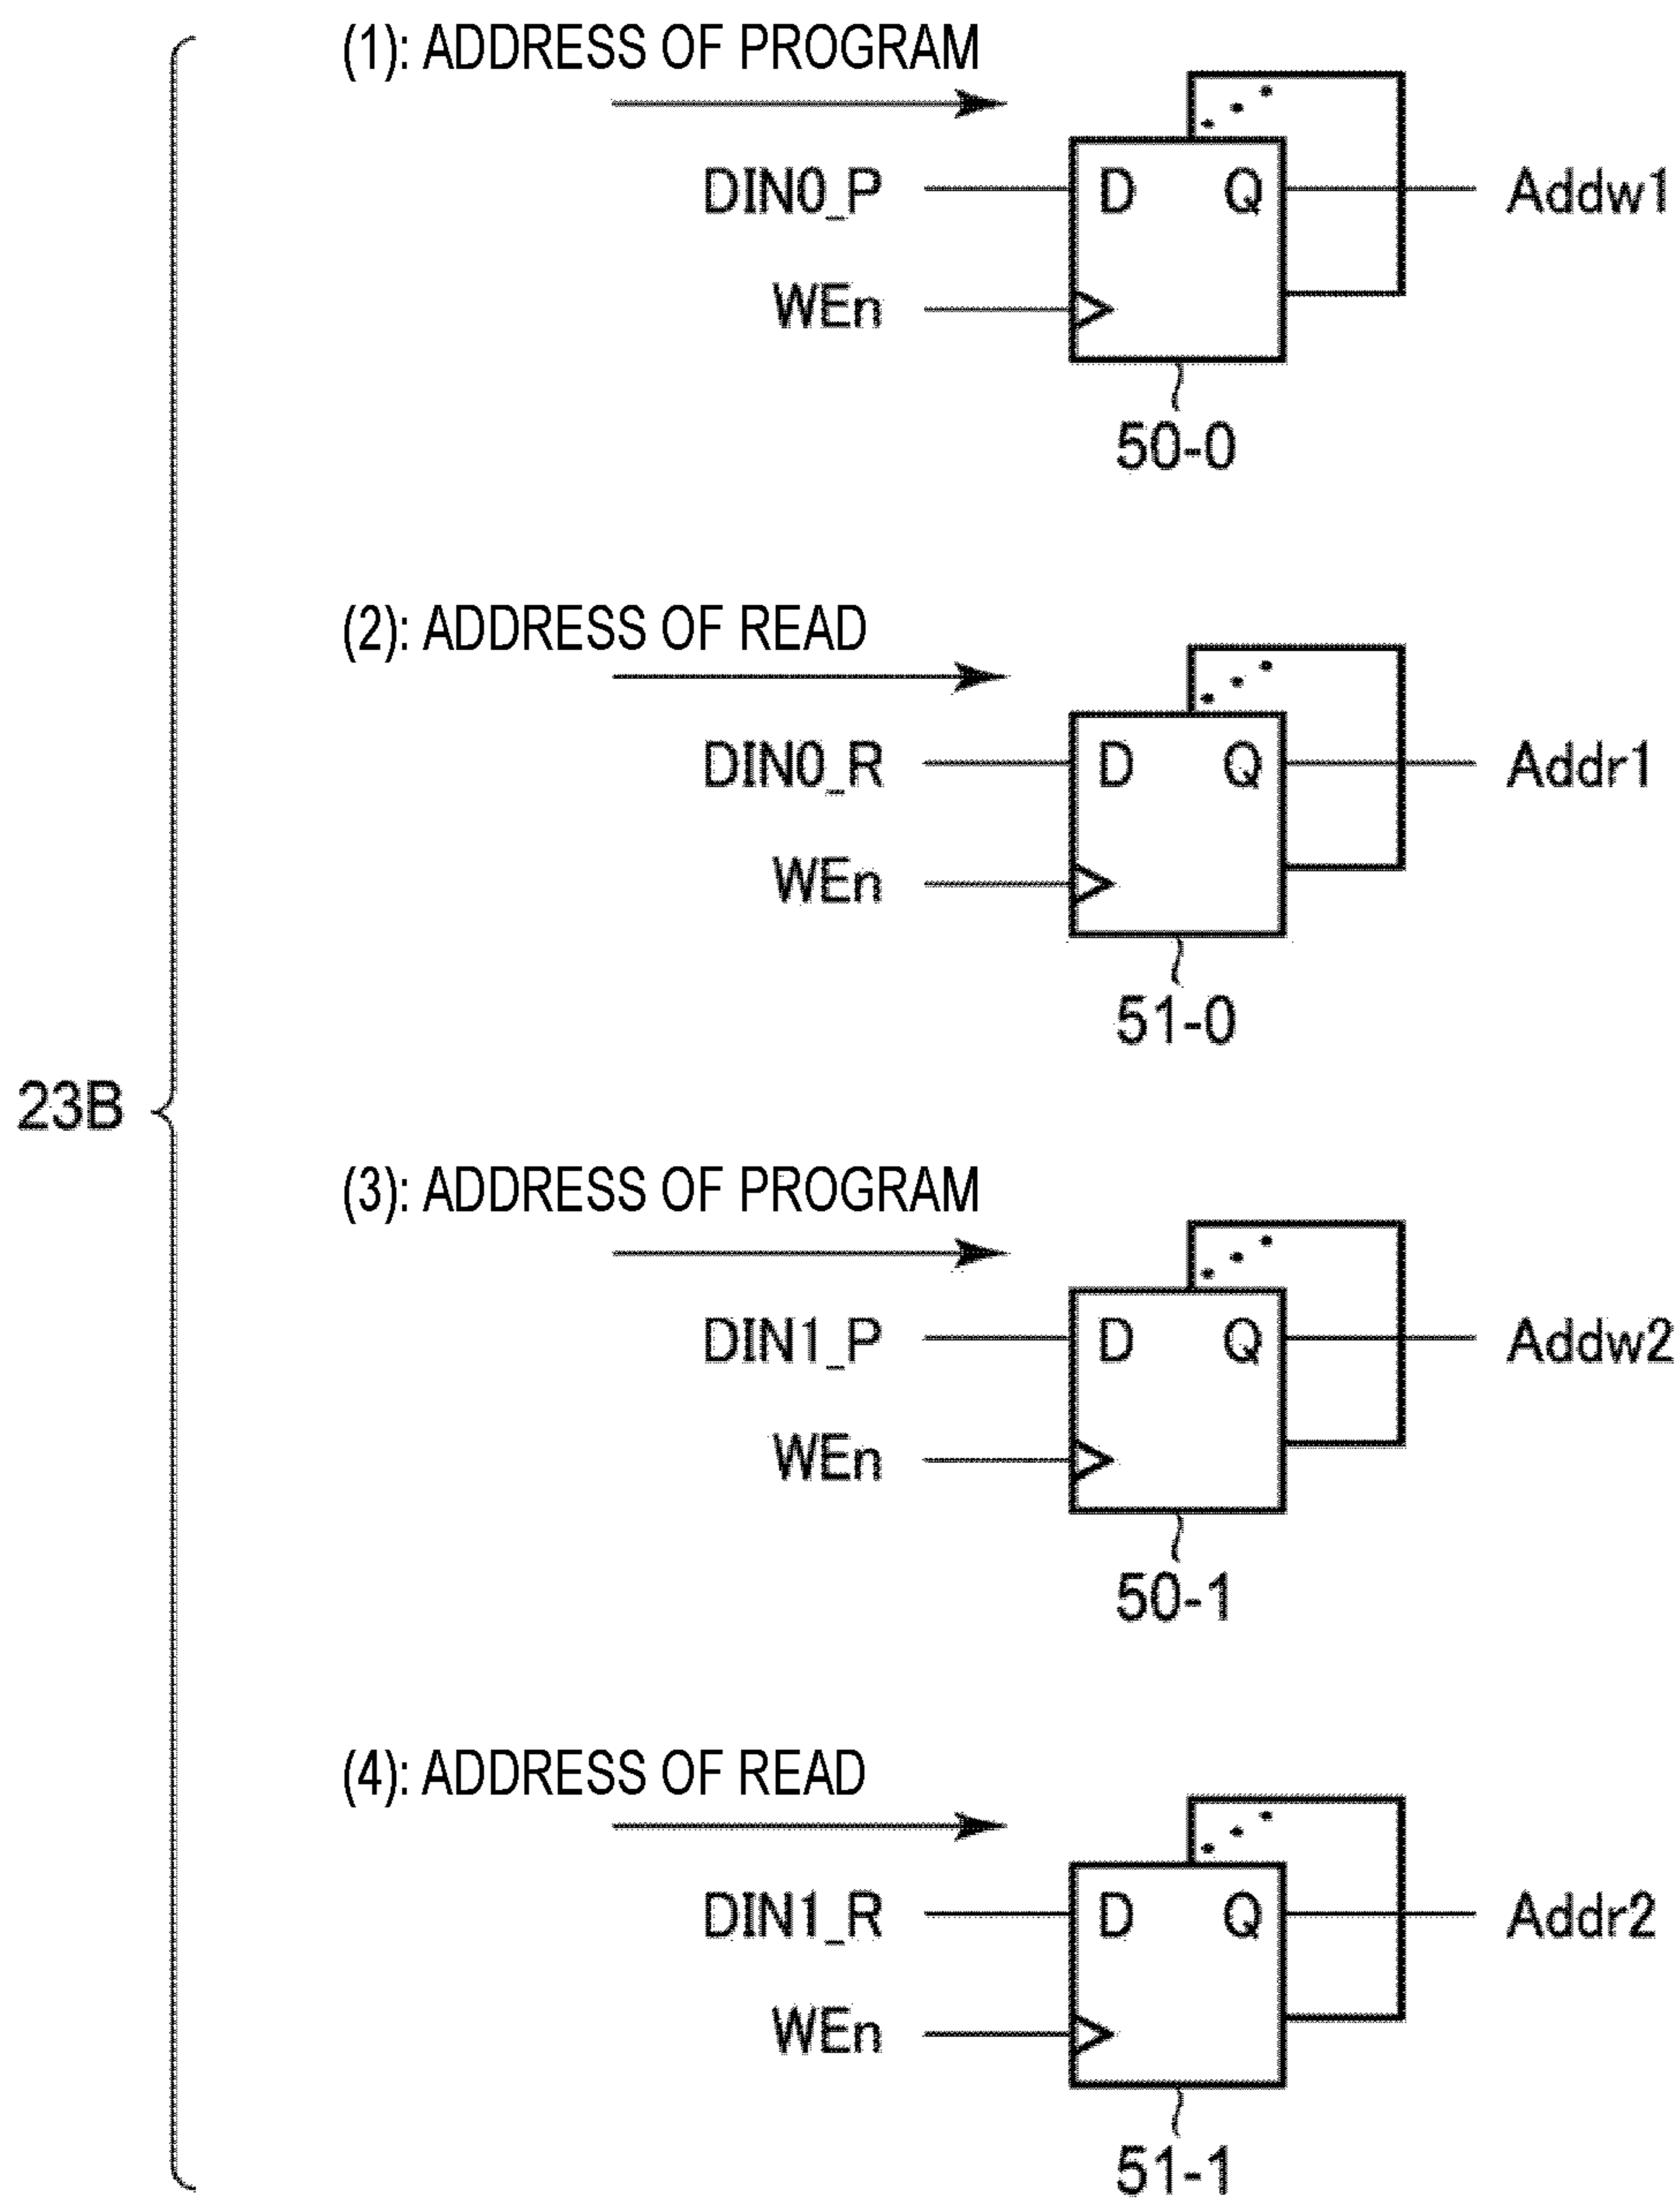 (1): ADDRESS OF PROGRAM
DIN0_P D Q Addw1
WEn
50-0
(2): ADDRESS OF READ
DIN0_R D Q Addr1
WEn
51-0
23B
(3): ADDRESS OF PROGRAM
DIN1_P D Q Addw2
WEn
50-1
(4): ADDRESS OF READ
DIN1_R D Q Addr2
WEn
51-1